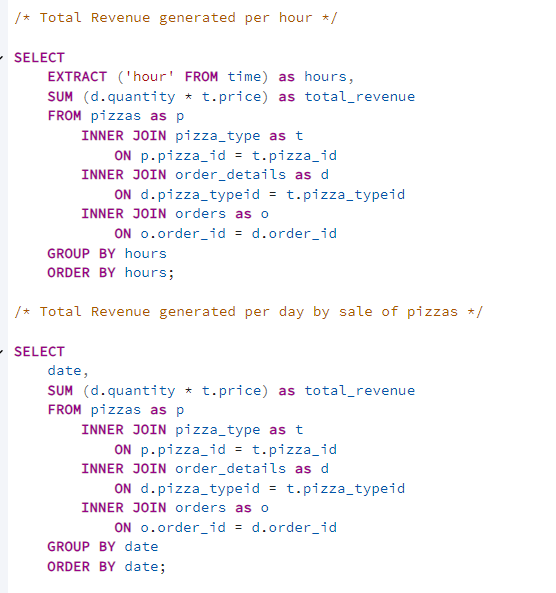 /* Total Revenue generated per hour */
SELECT
EXTRACT ('hour' FROM time) as hours,
SUM (d.quantity * t.price) as total_revenue
FROM pizzas as p
INNER JOIN pizza_type as t
ON p.pizza_id = t.pizza_id
INNER JOIN order_details as d
ON d.pizza_typeid = t.pizza_typeid
INNER JOIN orders as o
ON o.order_id = d.order_id
GROUP BY hours
ORDER BY hours;
/* Total Revenue generated per day by sale of pizzas */
SELECT
date,
SUM (d.quantity * t.price) as total_revenue
FROM pizzas as p
INNER JOIN pizza_type as t
ON p.pizza_id = t.pizza_id
INNER JOIN order_details as d
ON d.pizza_typeid = t.pizza_typeid
INNER JOIN orders as o
ON o.order_id = d.order_id
GROUP BY date
ORDER BY date;